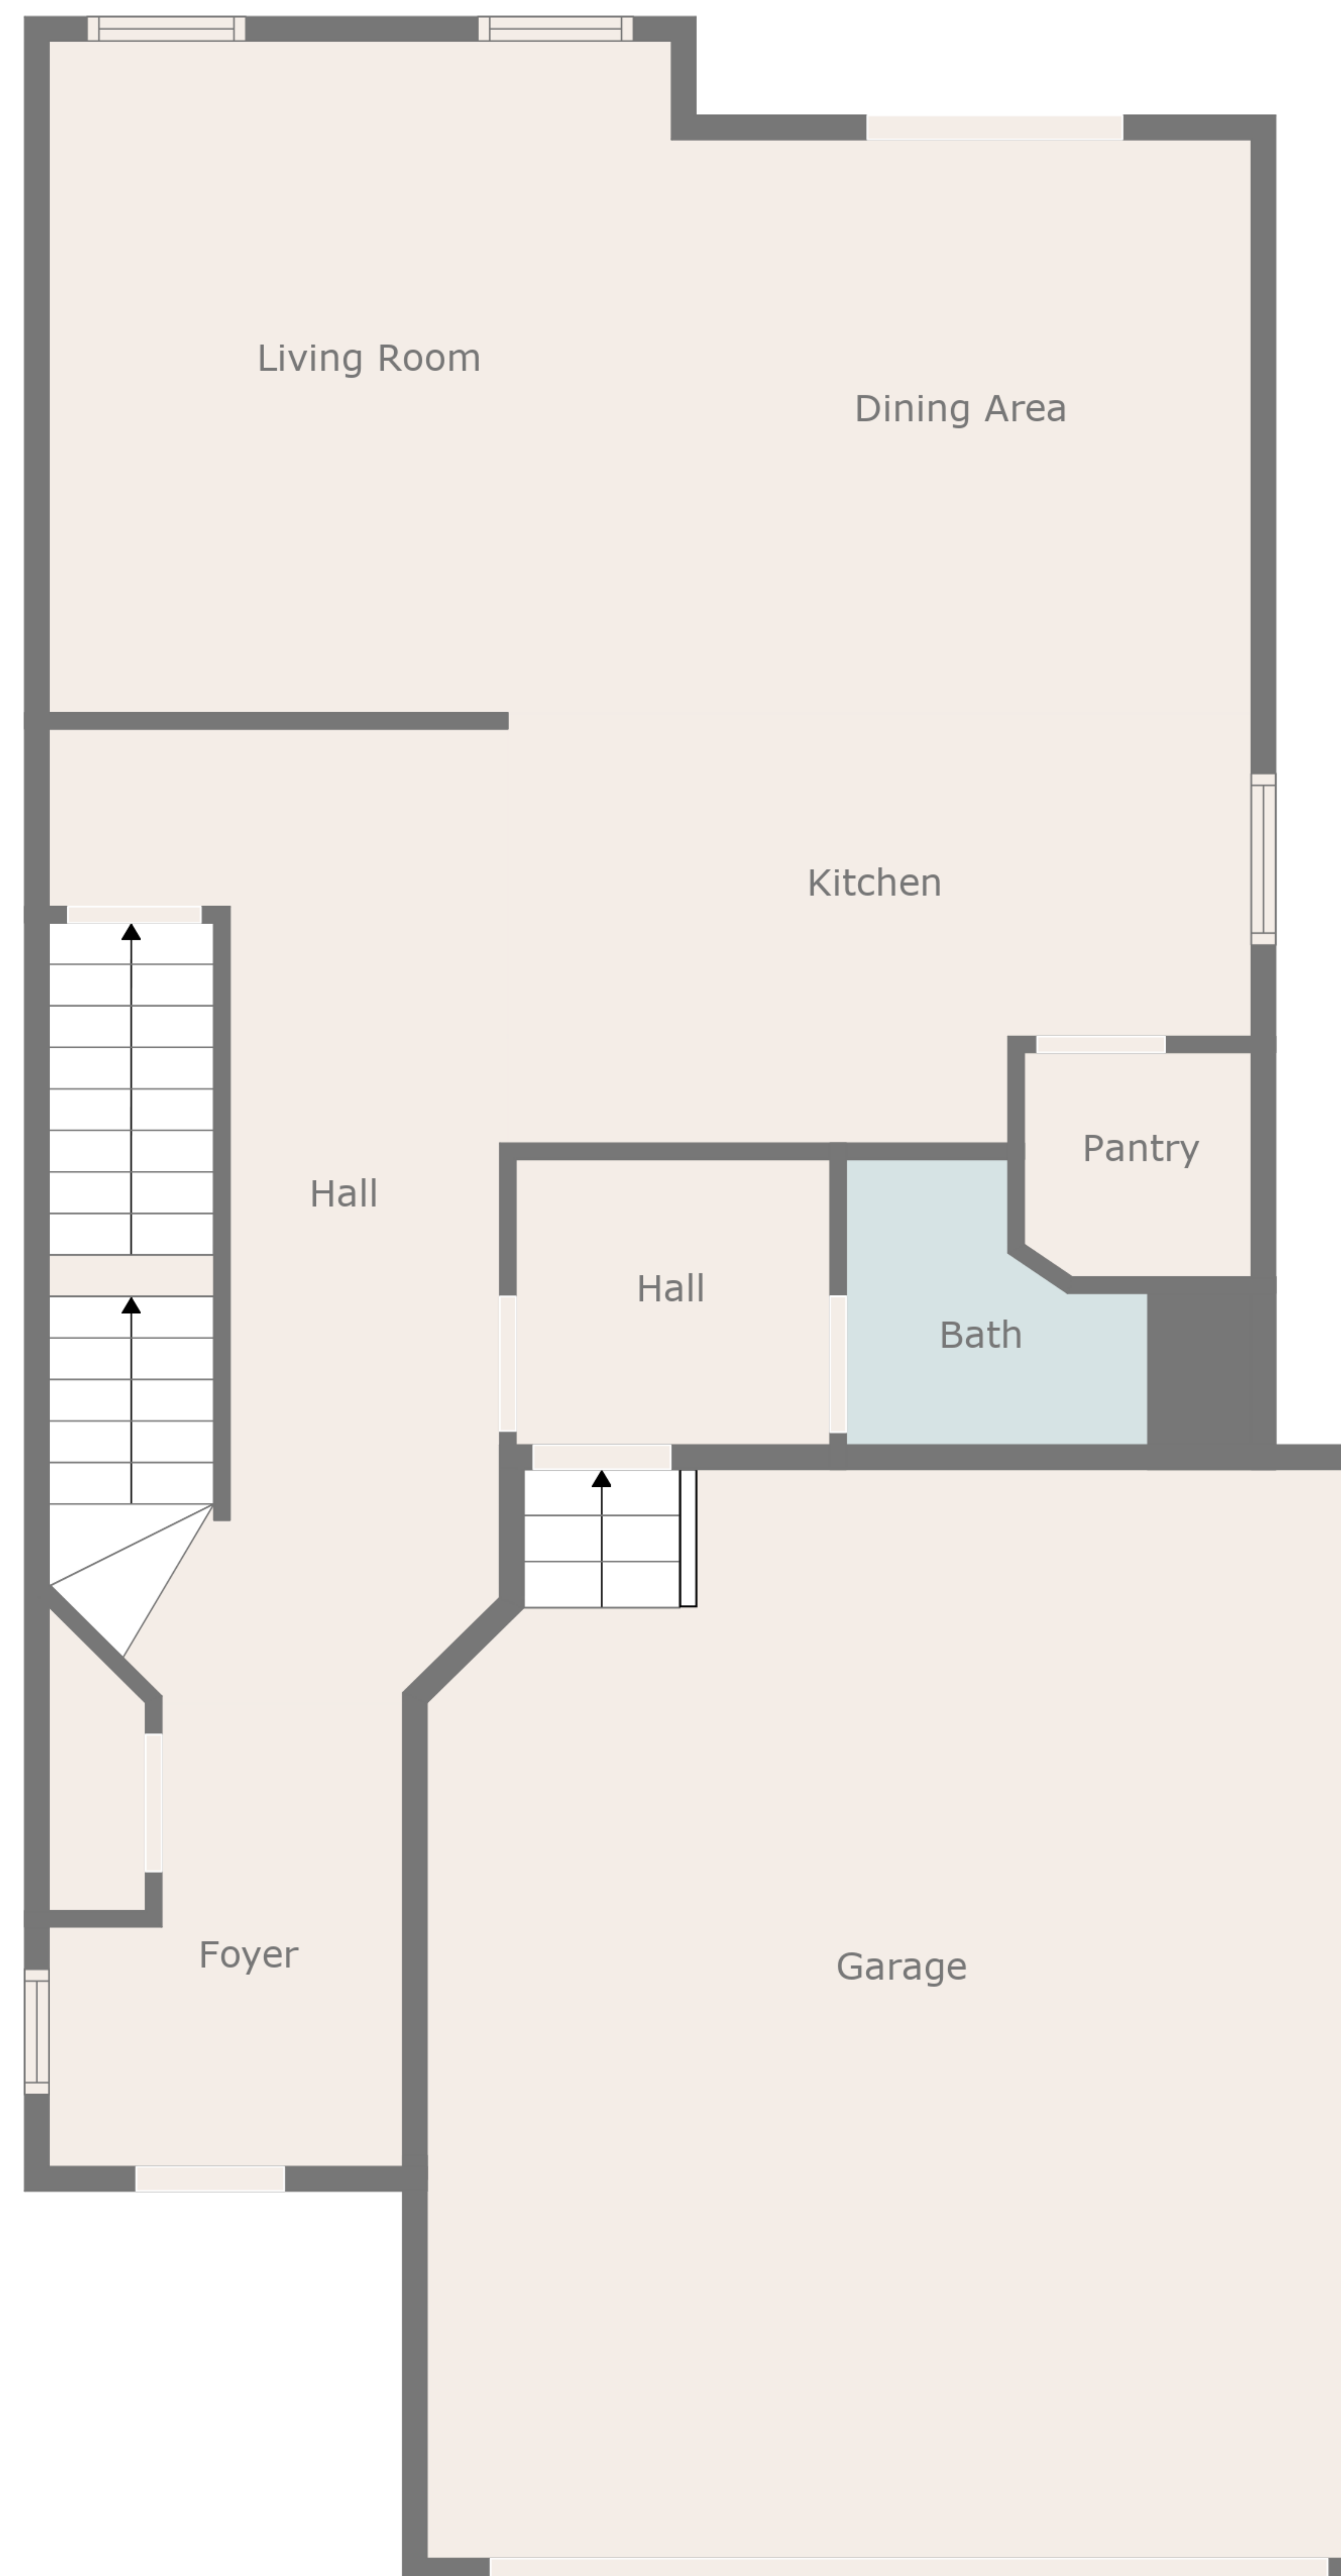 Living Room
Dining Area
Kitchen
Pantry
Hall
Hall
Bath
Foyer
Garage